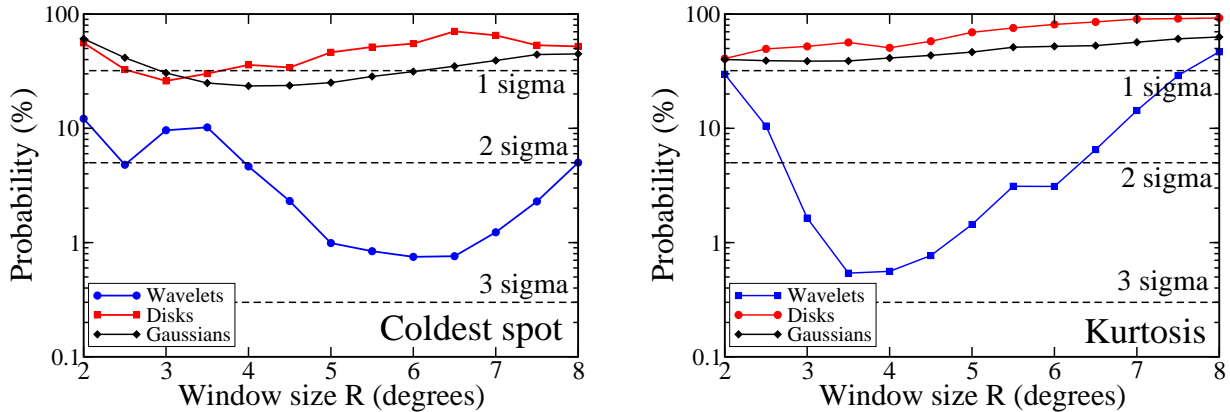 Probability (%)
100
10
1
0.1
1 sigma
2 sigma
3 sigma
Wavelets
Disks
Gaussians
Coldest spot
2 3 4 5 6 7 8
Window size R (degrees)
Probability (%)
100
10
1
0.1
1 sigma
2 sigma
3 sigma
Wavelets
Disks
Gaussians
Kurtosis
2 3 4 5 6 7 8
Window size R (degrees)